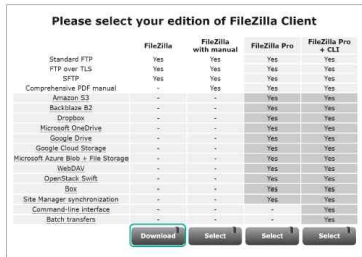 Please select your edition of FileZilla Client
FileZilla FileZilla with manual FileZilla Pro FileZilla Pro + CLI
Standard FTP Yes Yes Yes Yes
FTP over TLS Yes Yes Yes Yes
SFTP Yes Yes Yes Yes
Comprehensive PDF manual - Yes Yes Yes
Amazon S3 - - Yes Yes
Backblaze B2 - - Yes Yes
Dropbox - - Yes Yes
Microsoft OneDrive - - Yes Yes
Google Drive - - Yes Yes
Google Cloud Storage - - Yes Yes
Microsoft Azure Blob + File Storage - - Yes Yes
WebDAV - - Yes Yes
OpenStack Swift - - Yes Yes
Box - - Yes Yes
Site Manager synchronization - - Yes Yes
Command-line interface - - - Yes
Batch transfers - - - Yes
Download Select Select Select